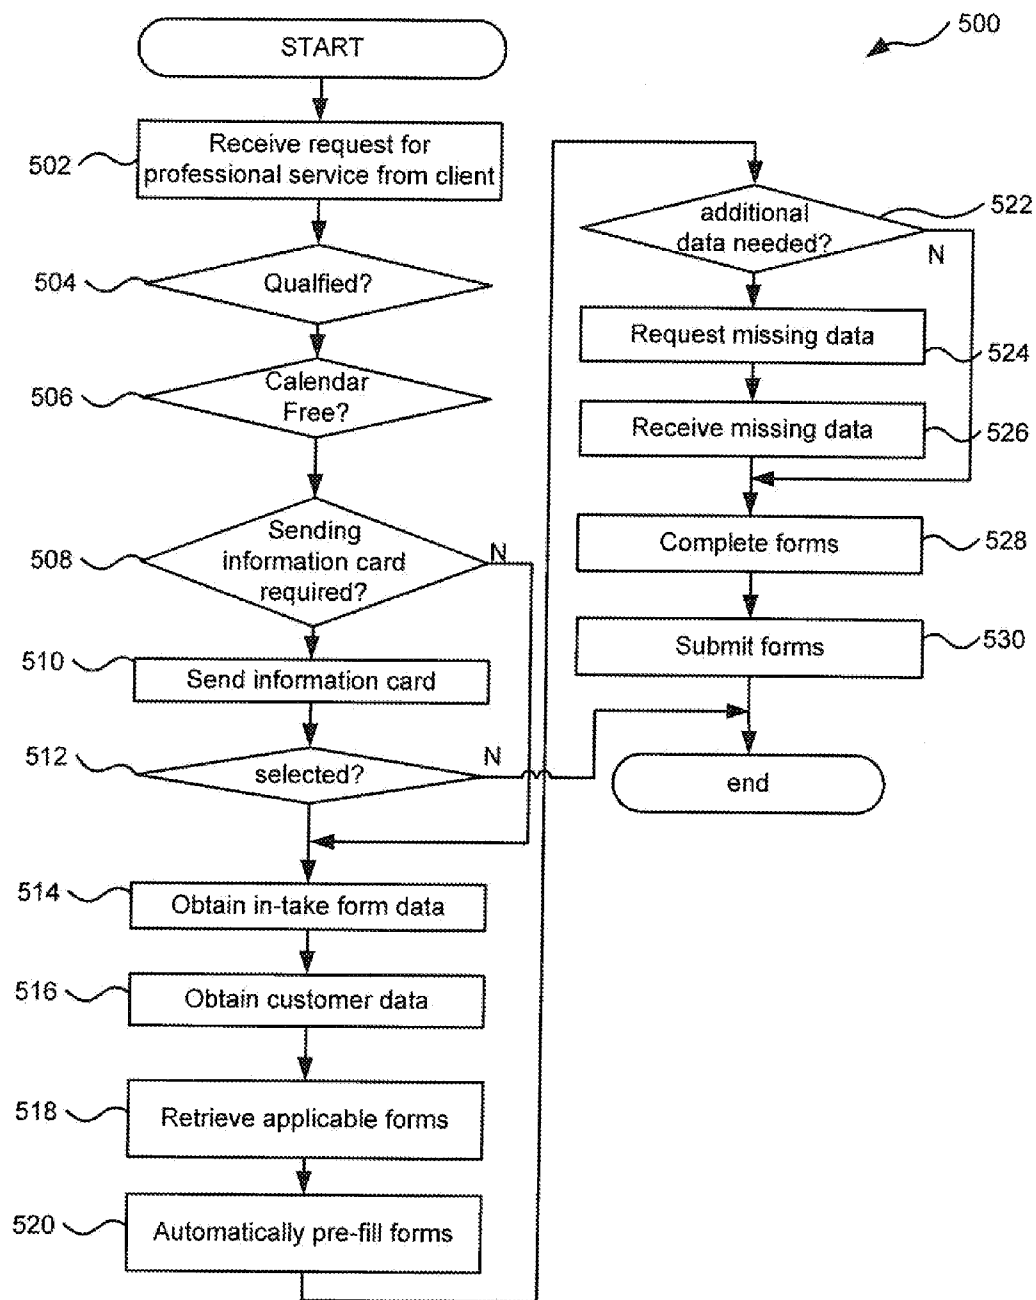 500
START
502
Receive request for
professional service from client
504
Qualfied?
506
Calendar
Free?
508
Sending
information card
required?
N
510
Send information card
512
selected?
N
514
Obtain in-take form data
516
Obtain customer data
518
Retrieve applicable forms
520
Automatically pre-fill forms
522
additional
data needed?
N
Request missing data
524
Receive missing data
526
Complete forms
528
Submit forms
530
end